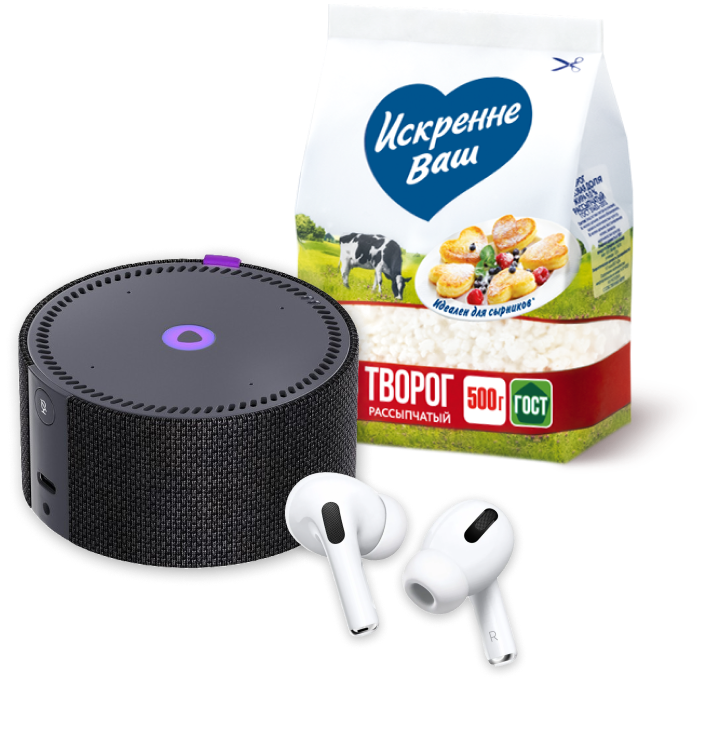 Искренне
Ваш
Идеален для сырников*
ТВОРОГ
РАССЫПЧАТЫЙ
500г
ГОСТ
R